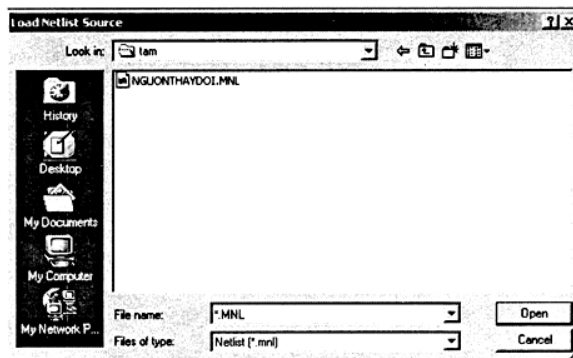 Load Netlist Source
Look in: tam
NGUONTHAYDOI.MNL
History
Desktop
My Documents
My Computer
My Network P...
File name: *.MNL Open
Files of type: Netlist (*.mnl) Cancel